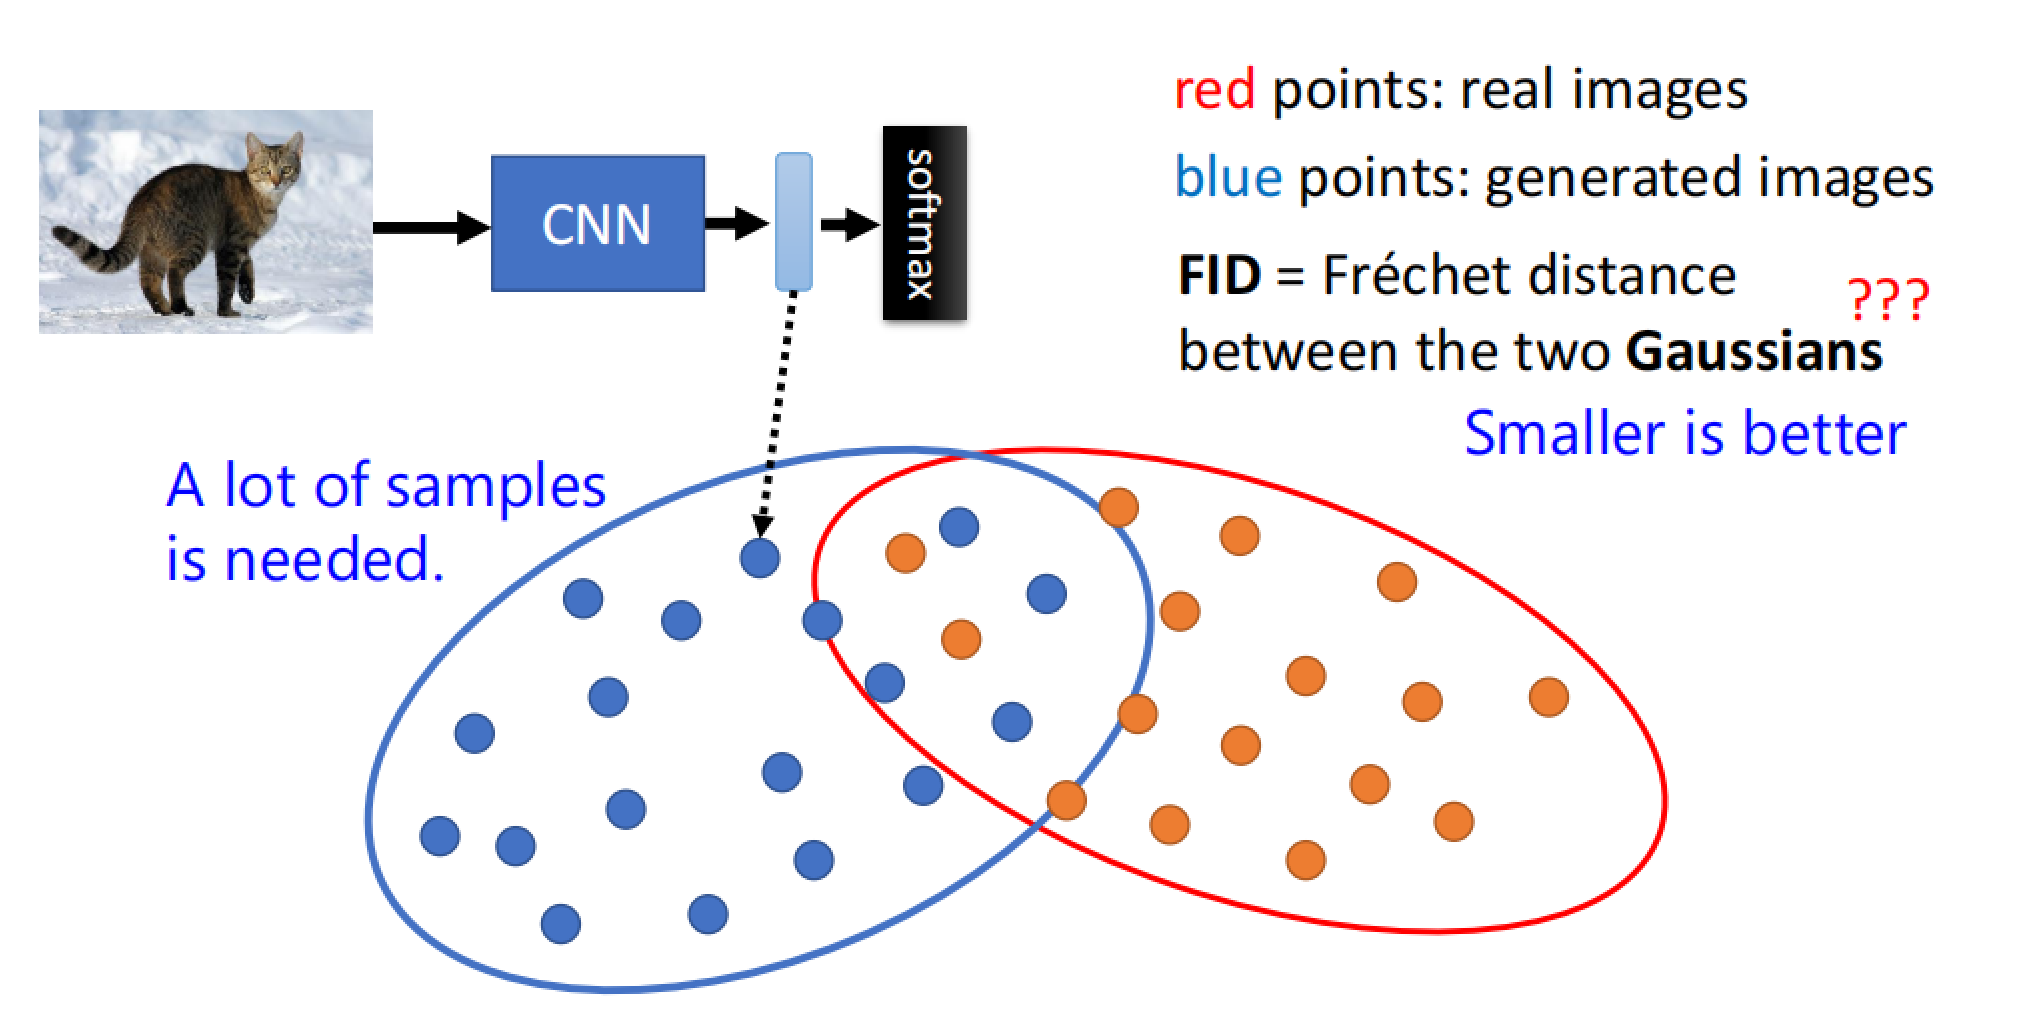 CNN
softmax
red points: real images
blue points: generated images
FID = Fréchet distance
???
between the two Gaussians
Smaller is better
A lot of samples
is needed.